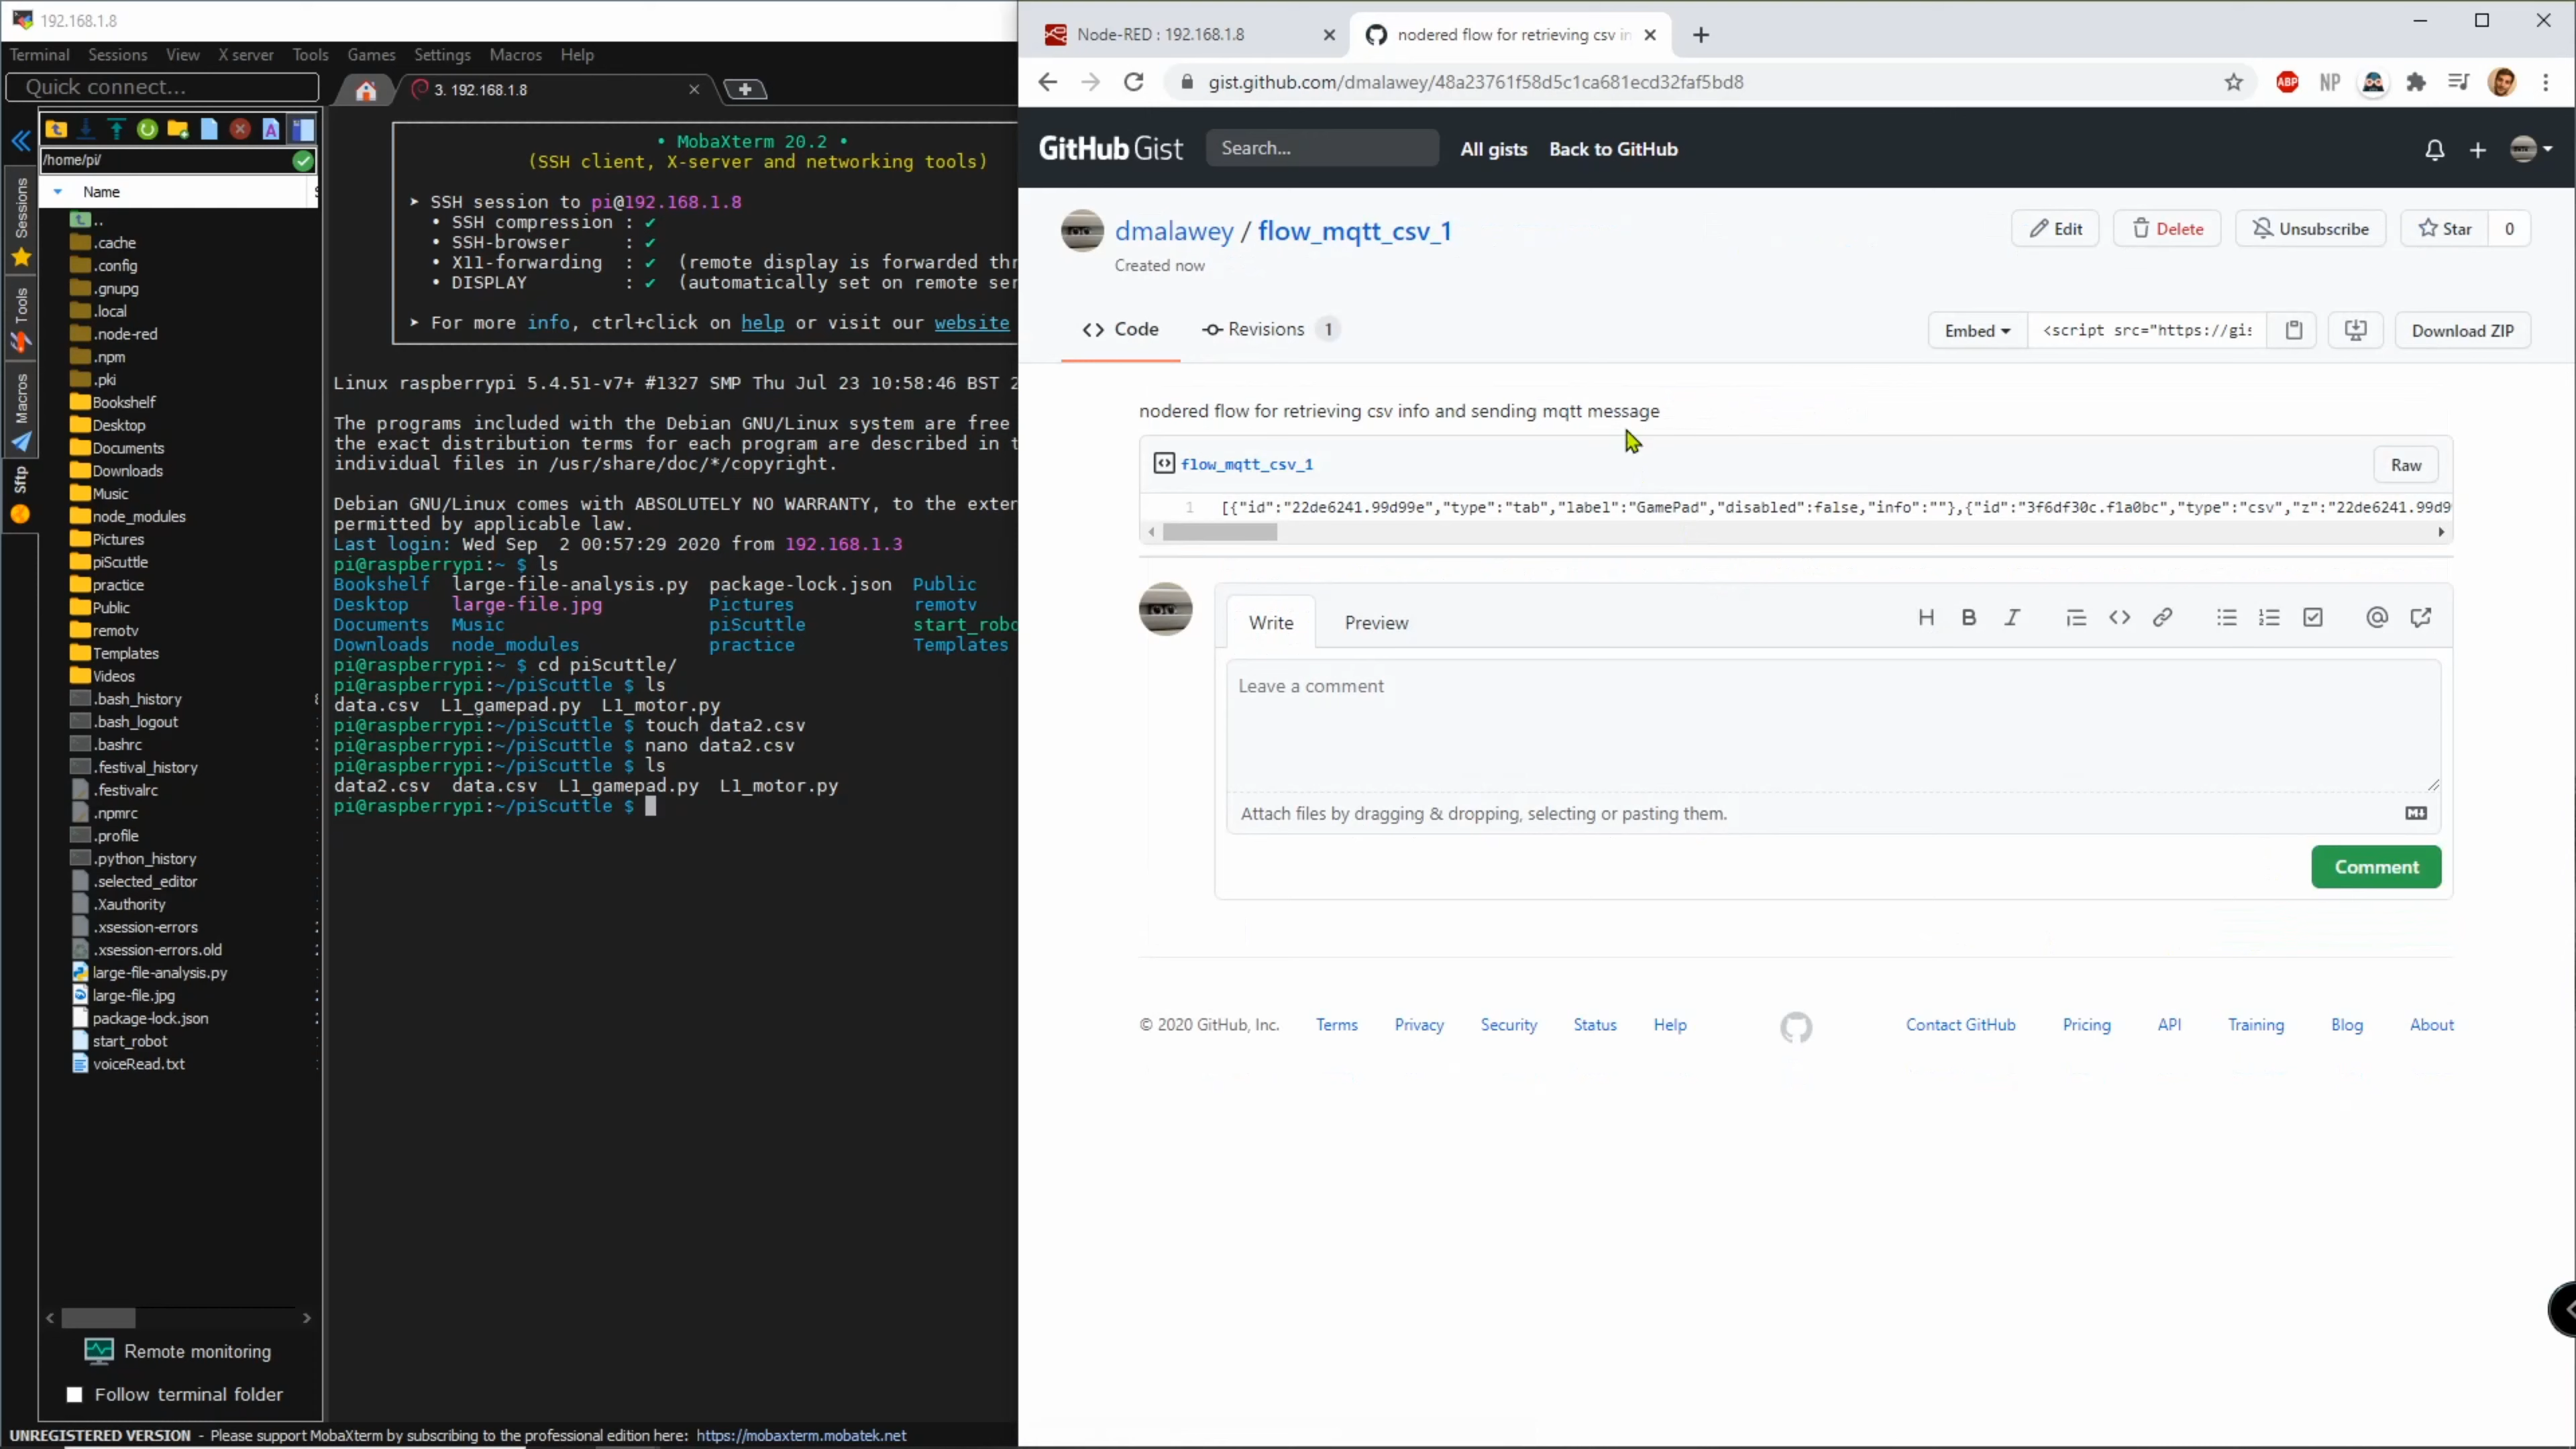 192.168.1.8
Terminal Sessions View X server Tools Games Settings Macros Help
Quick connect...
3. 192.168.1.8
/home/pi/
Name
Sessions
Tools
Macros
Sftp
..
.cache
.config
.gnupg
.local
.node-red
.npm
.pki
Bookshelf
Desktop
Documents
Downloads
Music
node_modules
Pictures
piScuttle
practice
Public
remotv
Templates
Videos
.bash_history
.bash_logout
.bashrc
.festival_history
.festivalrc
.npmrc
.profile
.python_history
.selected_editor
.Xauthority
.xsession-errors
.xsession-errors.old
large-file-analysis.py
large-file.jpg
package-lock.json
start_robot
voiceRead.txt
Remote monitoring
Follow terminal folder
• MobaXterm 20.2 •
(SSH client, X-server and networking tools)
➤ SSH session to pi@192.168.1.8
• SSH compression : ✔
• SSH-browser : ✔
• X11-forwarding : ✔ (remote display is forwarded thr
• DISPLAY : ✔ (automatically set on remote ser
➤ For more info, ctrl+click on help or visit our website
Linux raspberrypi 5.4.51-v7+ #1327 SMP Thu Jul 23 10:58:46 BST 2
The programs included with the Debian GNU/Linux system are free
the exact distribution terms for each program are described in t
individual files in /usr/share/doc/*/copyright.
Debian GNU/Linux comes with ABSOLUTELY NO WARRANTY, to the exten
permitted by applicable law.
Last login: Wed Sep 2 00:57:29 2020 from 192.168.1.3
pi@raspberrypi:~ $ ls
Bookshelf large-file-analysis.py package-lock.json Public
Desktop large-file.jpg Pictures remotv
Documents Music piScuttle start_robo
Downloads node_modules practice Templates
pi@raspberrypi:~ $ cd piScuttle/
pi@raspberrypi:~/piScuttle $ ls
data.csv L1_gamepad.py L1_motor.py
pi@raspberrypi:~/piScuttle $ touch data2.csv
pi@raspberrypi:~/piScuttle $ nano data2.csv
pi@raspberrypi:~/piScuttle $ ls
data2.csv data.csv L1_gamepad.py L1_motor.py
pi@raspberrypi:~/piScuttle $
UNREGISTERED VERSION - Please support MobaXterm by subscribing to the professional edition here: https://mobaxterm.mobatek.net
Node-RED : 192.168.1.8
nodered flow for retrieving csv in
gist.github.com/dmalawey/48a23761f58d5c1ca681ecd32faf5bd8
ABP NP
GitHub Gist Search... All gists Back to GitHub
dmalawey / flow_mqtt_csv_1
Created now
Edit Delete Unsubscribe Star 0
Code Revisions 1
Embed <script src="https://gis Download ZIP
nodered flow for retrieving csv info and sending mqtt message
flow_mqtt_csv_1
Raw
1 [{"id":"22de6241.99d99e","type":"tab","label":"GamePad","disabled":false,"info":""},{"id":"3f6df30c.f1a0bc","type":"csv","z":"22de6241.99d9
Write Preview
Leave a comment
Attach files by dragging & dropping, selecting or pasting them.
Comment
© 2020 GitHub, Inc. Terms Privacy Security Status Help Contact GitHub Pricing API Training Blog About